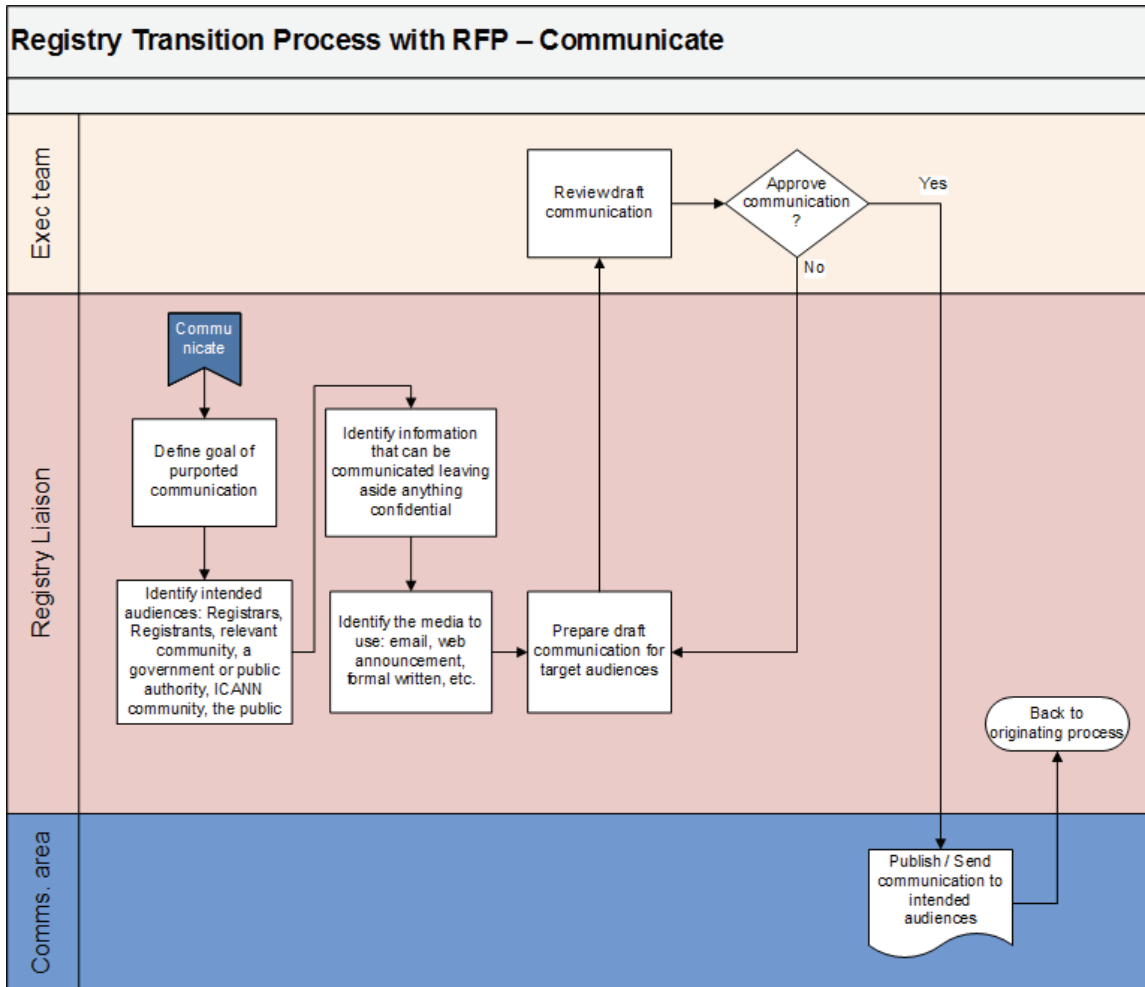 Registry Transition Process with RFP – Communicate
Exec team
Review draft
communication
Approve
communication
?
Yes
No
Registry Liaison
Commu
nicate
Define goal of
purported
communication
Identify intended
audiences: Registrars,
Registrants, relevant
community, a
government or public
authority, ICANN
community, the public
Identify information
that can be
communicated leaving
aside anything
confidential
Identify the media to
use: email, web
announcement,
formal written, etc.
Prepare draft
communication for
target audiences
Back to
originating process
Comms. area
Publish / Send
communication to
intended
audiences